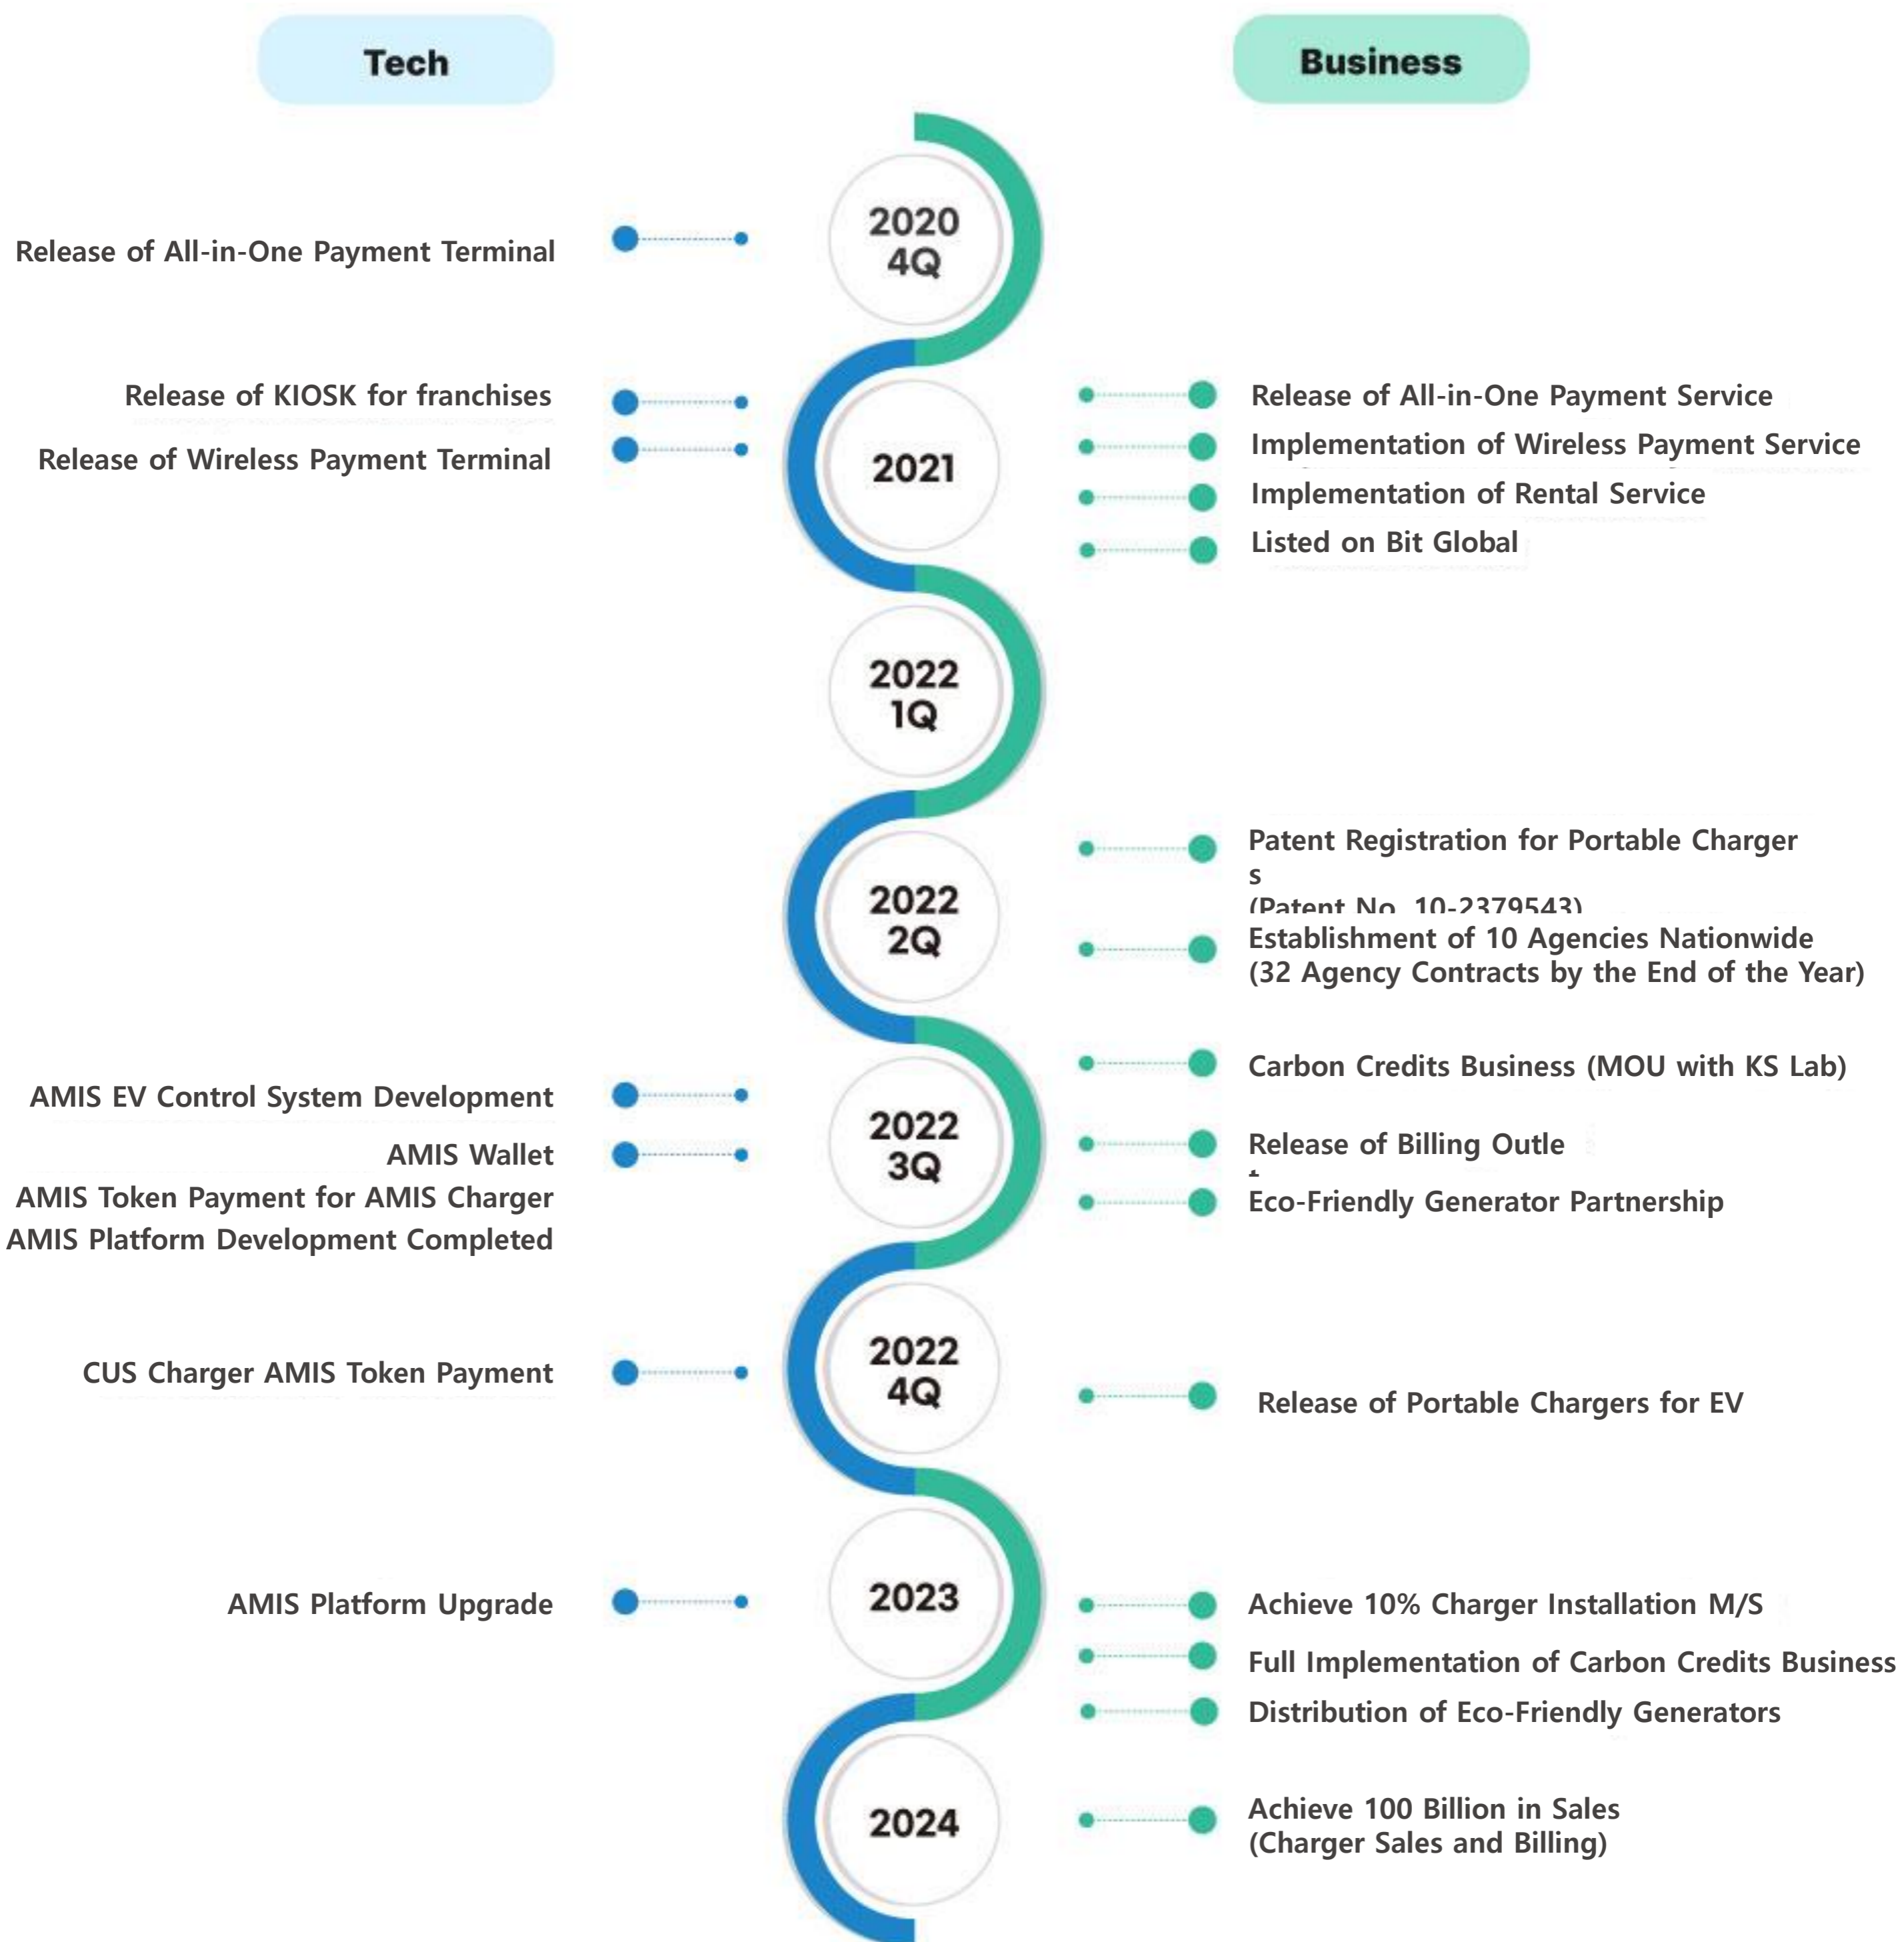 Tech
Business
2020
4Q
Release of All-in-One Payment Terminal
2021
Release of KIOSK for franchises
Release of Wireless Payment Terminal
Release of All-in-One Payment Service
Implementation of Wireless Payment Service
Implementation of Rental Service
Listed on Bit Global
2022
1Q
2022
2Q
Patent Registration for Portable Charger
s
(Patent No. 10-2379543)
Establishment of 10 Agencies Nationwide
(32 Agency Contracts by the End of the Year)
2022
3Q
AMIS EV Control System Development
AMIS Wallet
AMIS Token Payment for AMIS Charger
AMIS Platform Development Completed
Carbon Credits Business (MOU with KS Lab)
Release of Billing Outle
t
Eco-Friendly Generator Partnership
2022
4Q
CUS Charger AMIS Token Payment
Release of Portable Chargers for EV
2023
AMIS Platform Upgrade
Achieve 10% Charger Installation M/S
Full Implementation of Carbon Credits Business
Distribution of Eco-Friendly Generators
2024
Achieve 100 Billion in Sales
(Charger Sales and Billing)